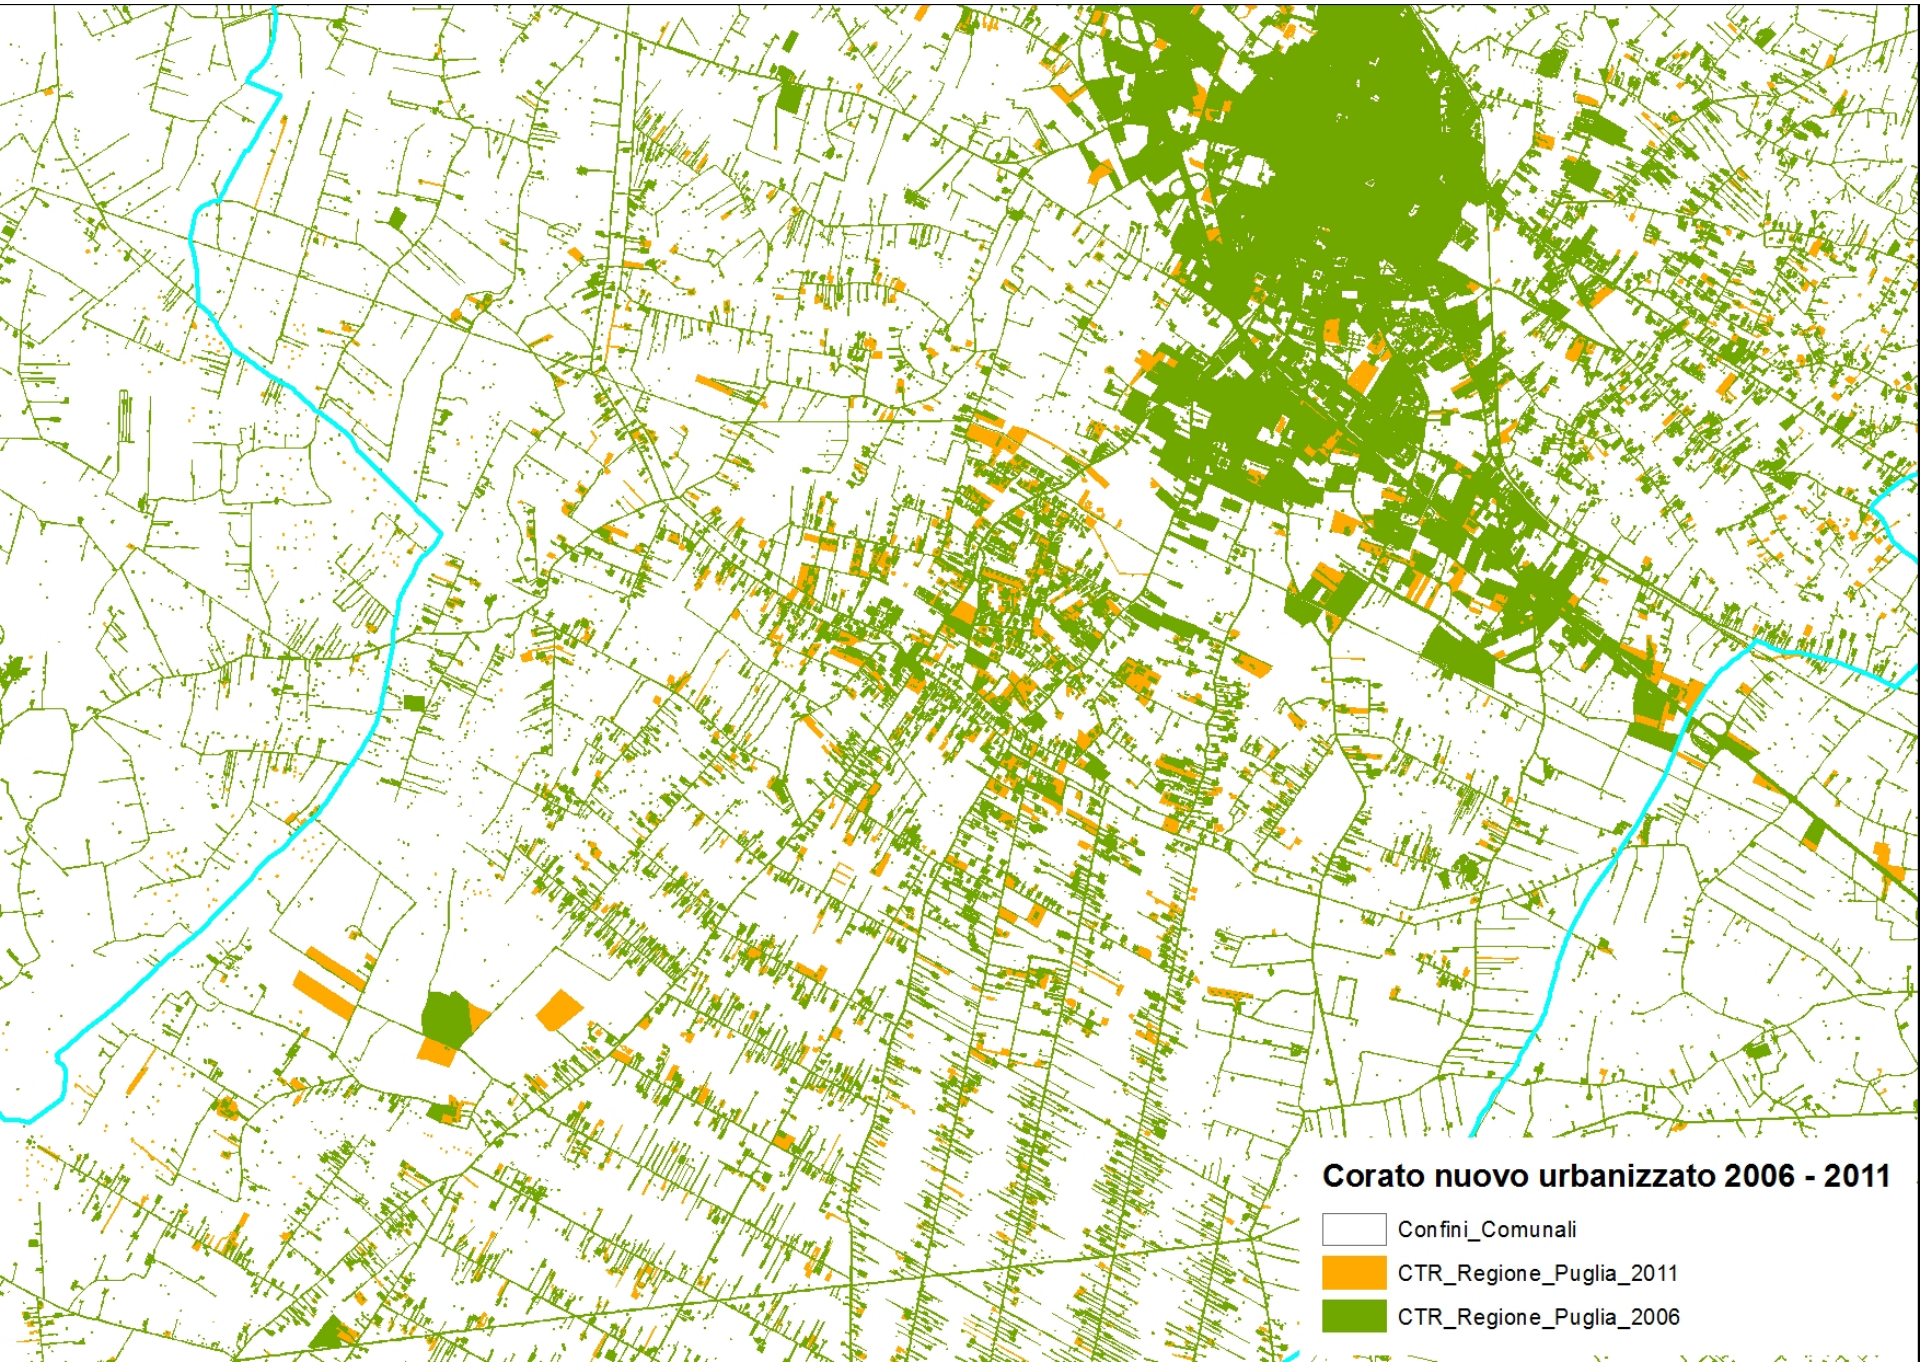 Corato nuovo urbanizzato 2006 - 2011
Confini_Comunali
CTR_Regione_Puglia_2011
CTR_Regione_Puglia_2006